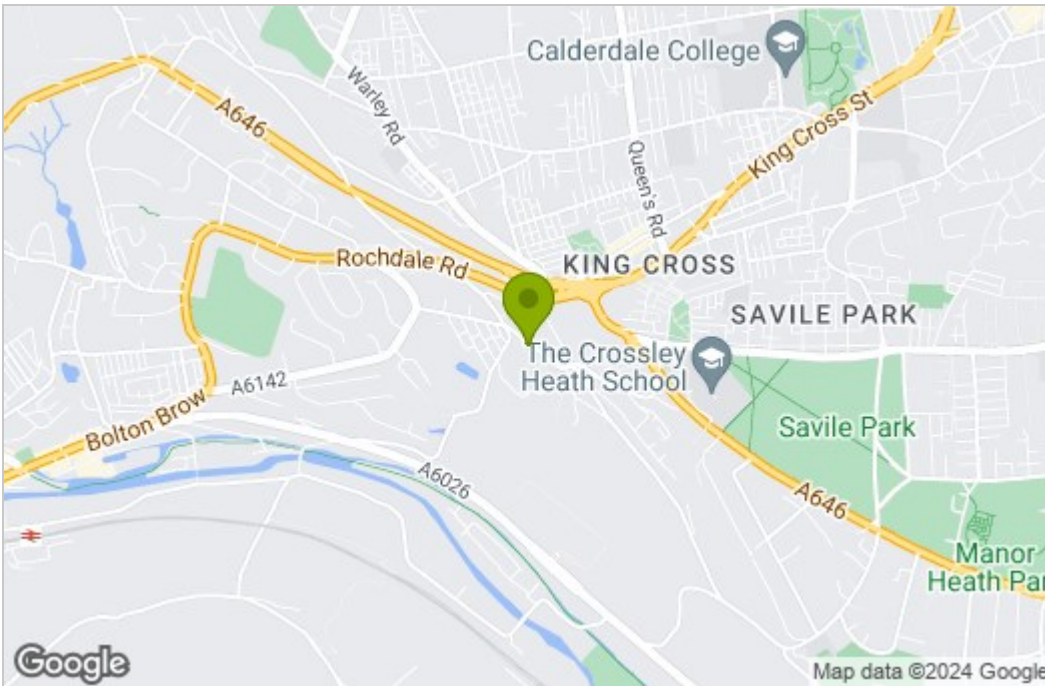 Calderdale College
Warley Rd
A646
King Cross St
Queen's Rd
Rochdale Rd
KING CROSS
SAVILE PARK
The Crossley
Heath School
A6142
Bolton Brow
Savile Park
A6026
A646
Manor
Heath Par
Google
Map data ©2024 Google